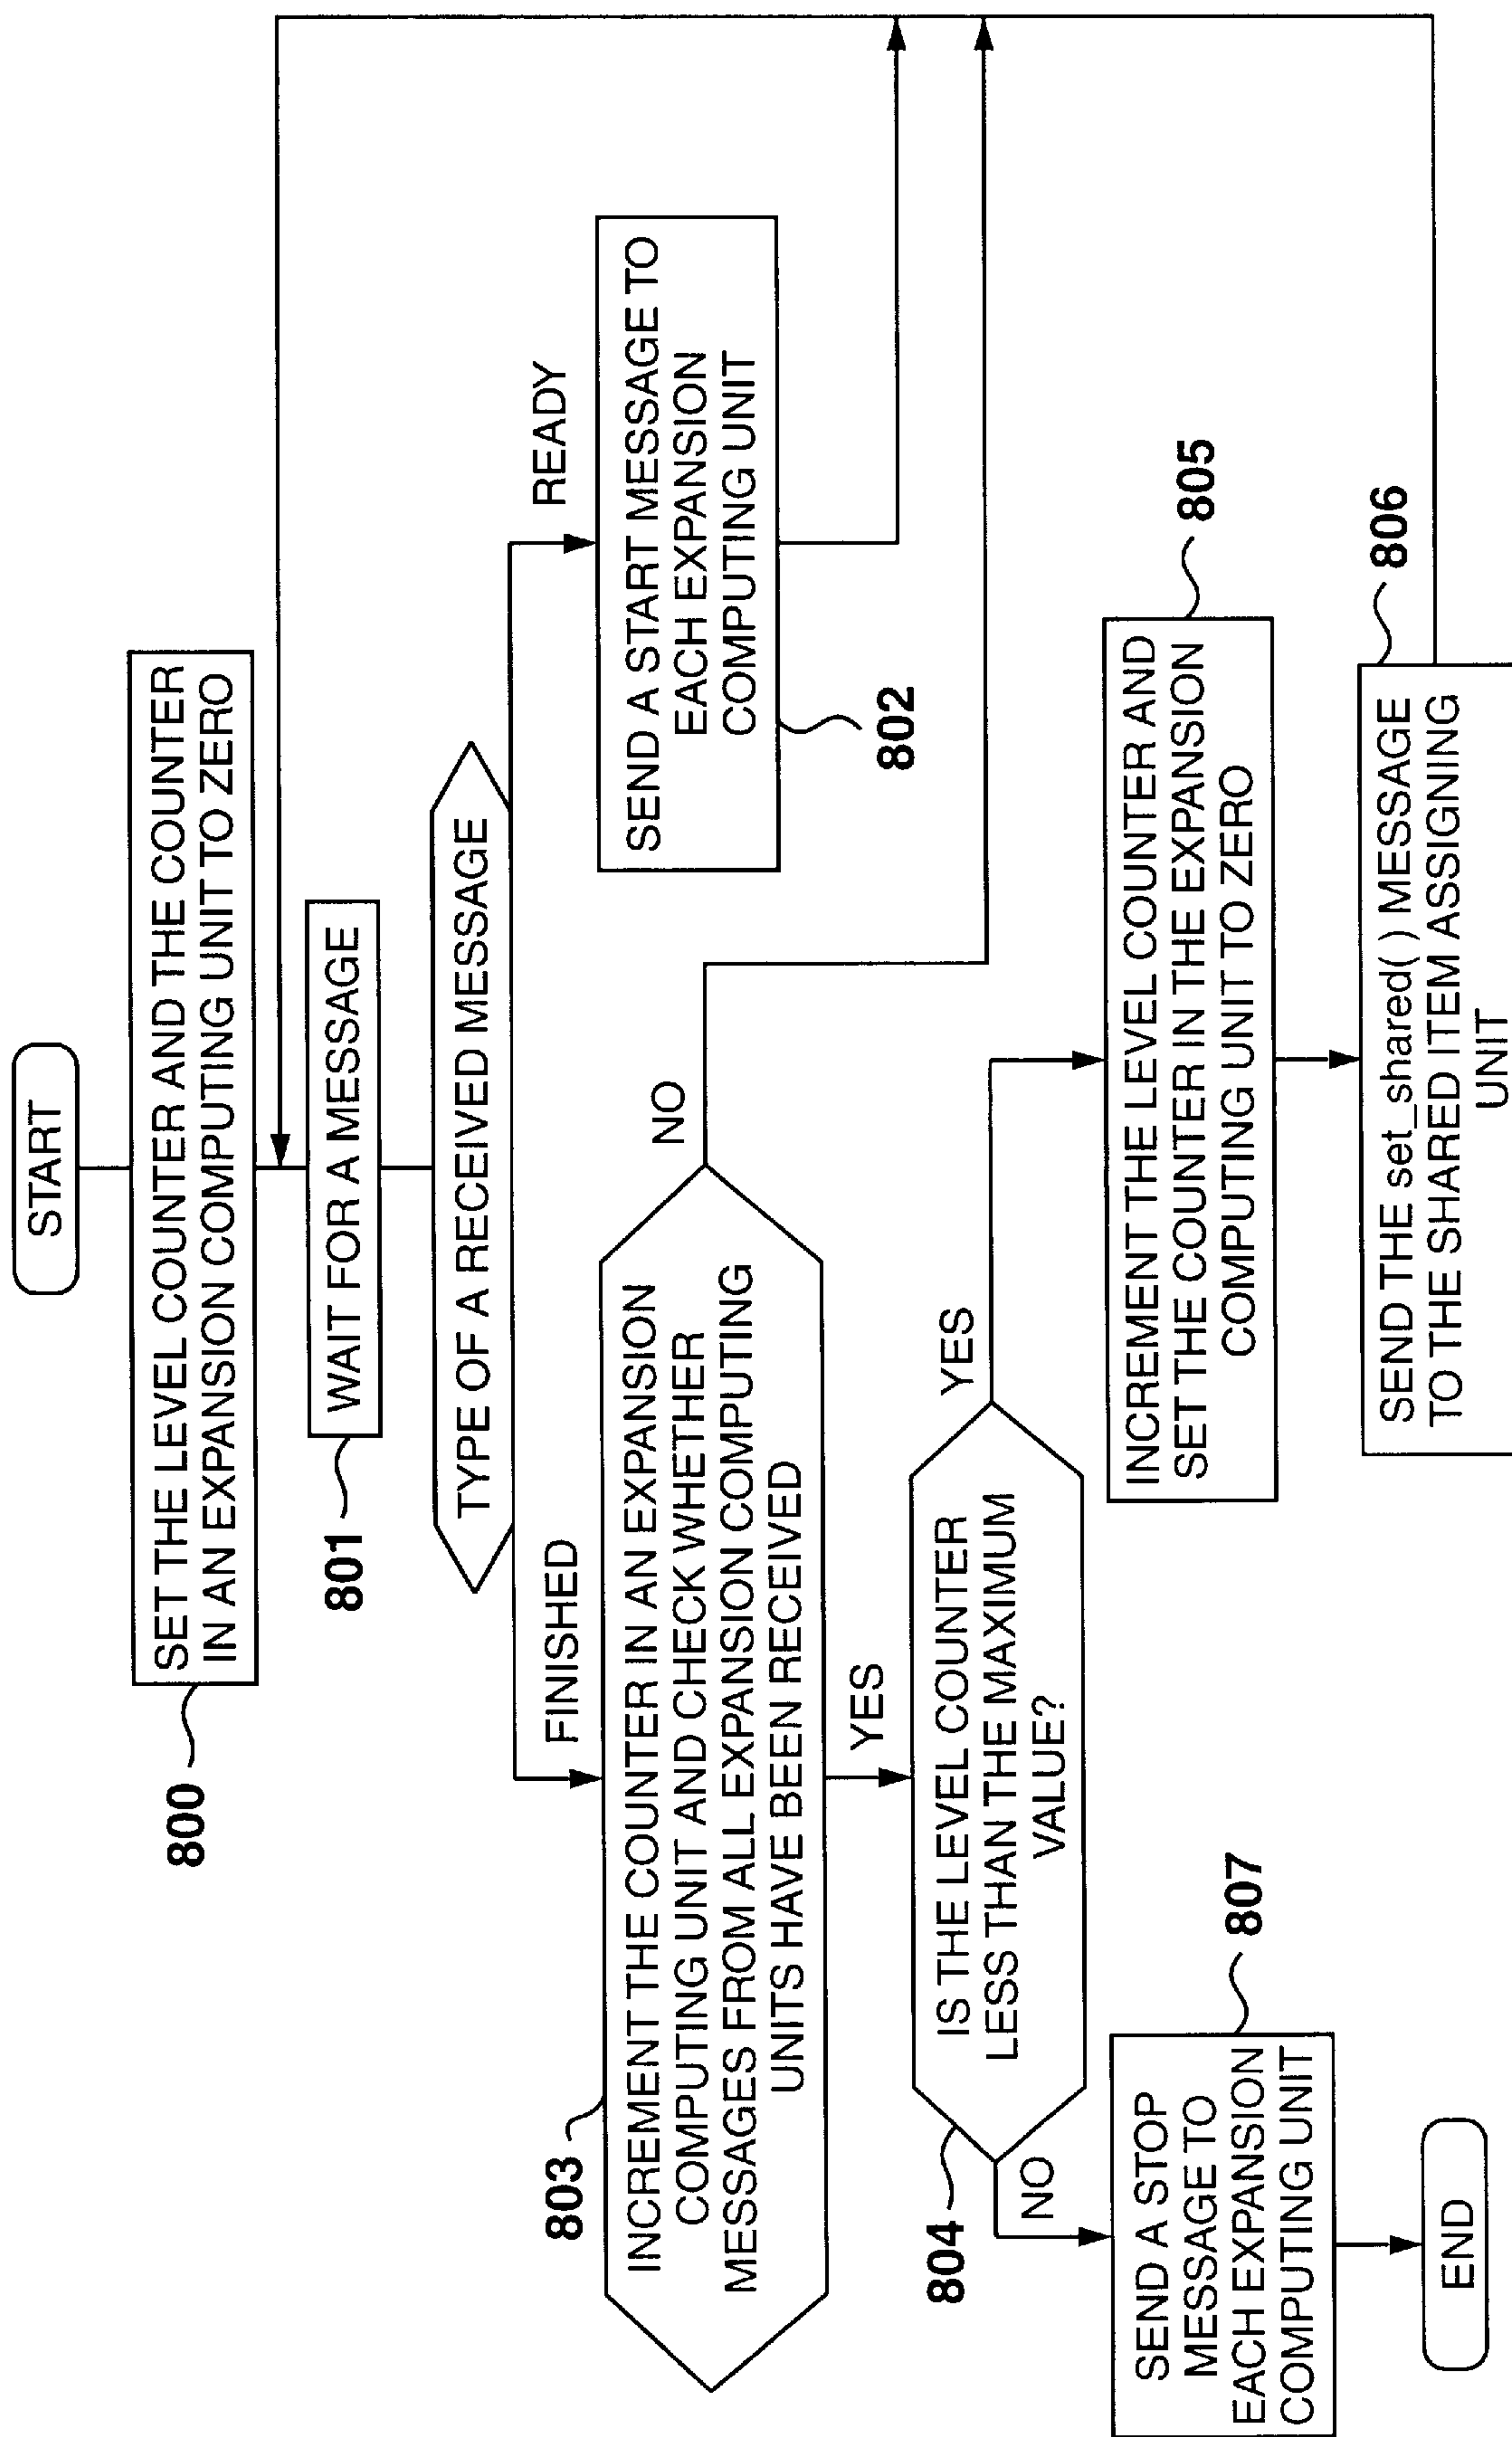 START
SET THE LEVEL COUNTER AND THE COUNTER
IN AN EXPANSION COMPUTING UNIT TO ZERO
800
WAIT FOR A MESSAGE
801
TYPE OF A RECEIVED MESSAGE
FINISHED
READY
SEND A START MESSAGE TO
EACH EXPANSION
COMPUTING UNIT
802
803
INCREMENT THE COUNTER IN AN EXPANSION
COMPUTING UNIT AND CHECK WHETHER
MESSAGES FROM ALL EXPANSION COMPUTING
UNITS HAVE BEEN RECEIVED
NO
YES
804
IS THE LEVEL COUNTER
LESS THAN THE MAXIMUM
VALUE?
YES
NO
INCREMENT THE LEVEL COUNTER AND
SET THE COUNTER IN THE EXPANSION
COMPUTING UNIT TO ZERO
805
SEND THE set_shared( ) MESSAGE
TO THE SHARED ITEM ASSIGNING
UNIT
806
SEND A STOP
MESSAGE TO
EACH EXPANSION
COMPUTING UNIT
807
END